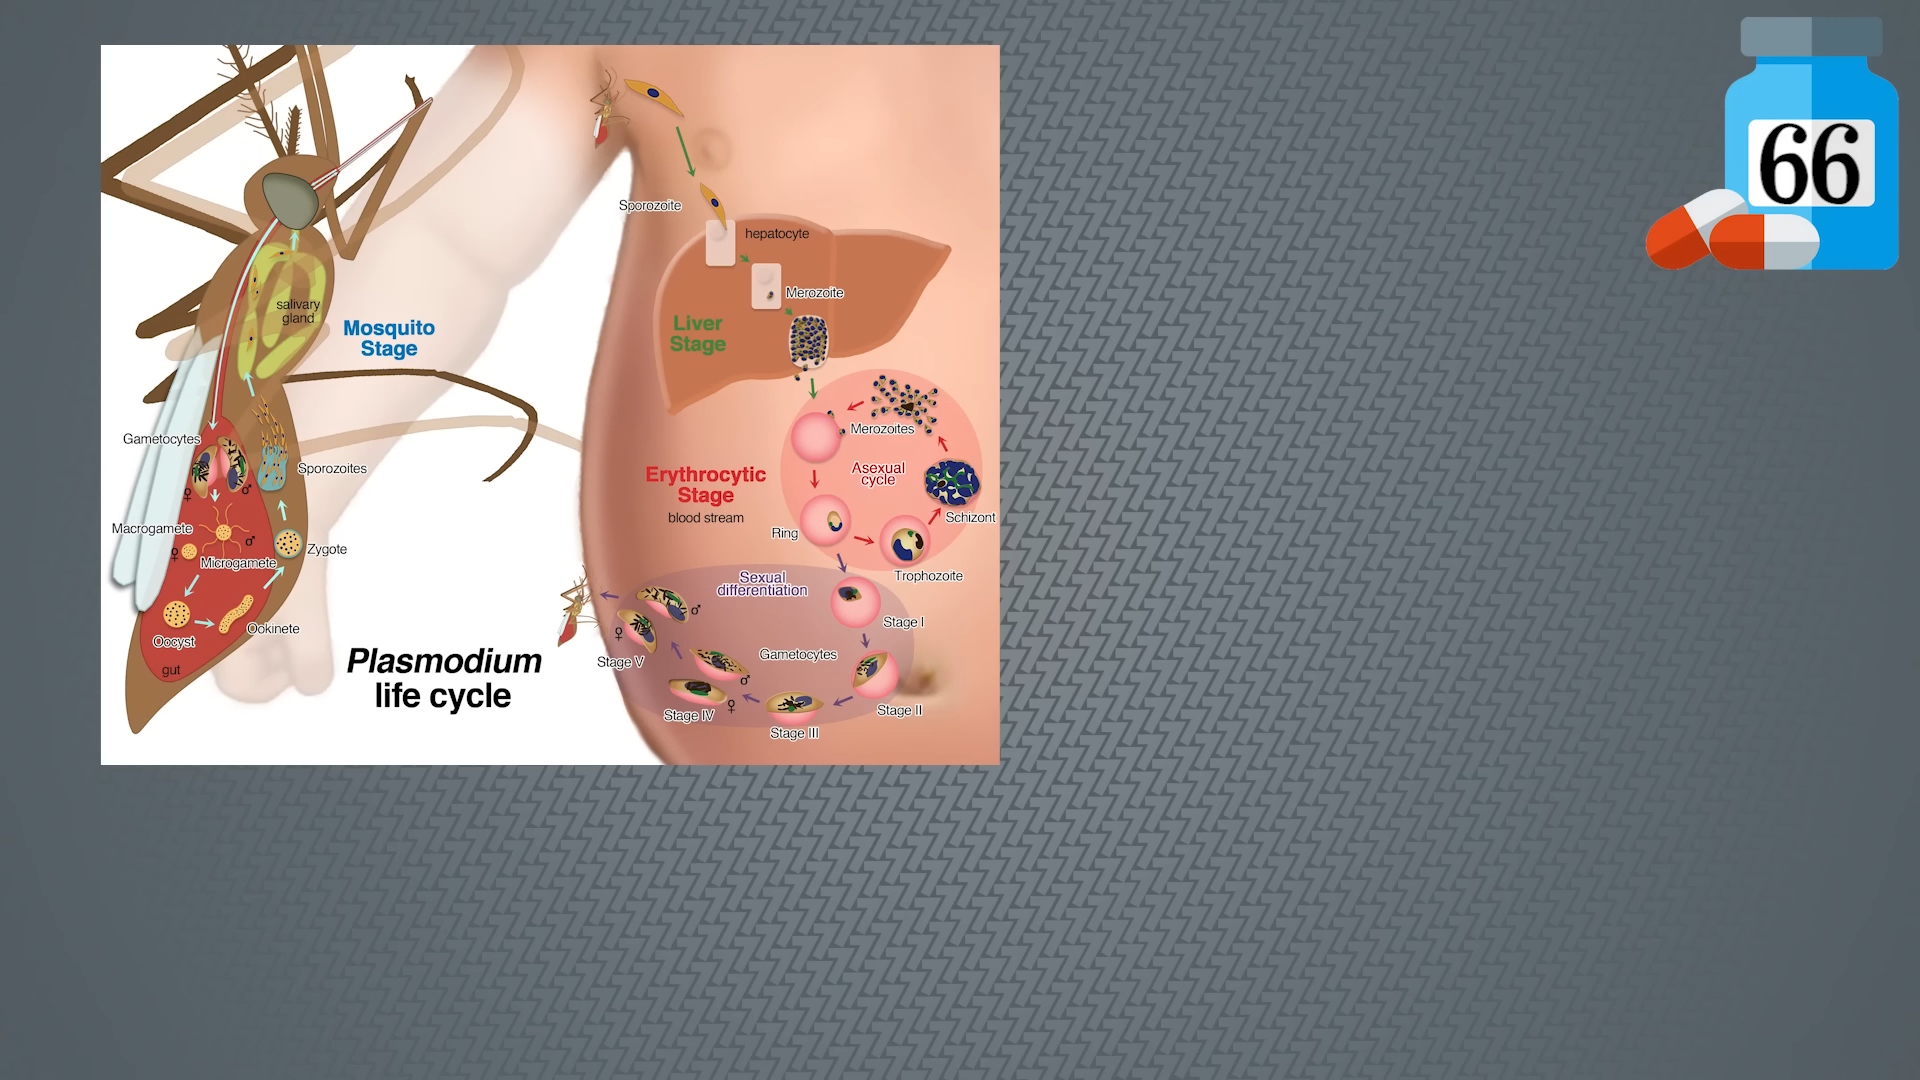 66
Sporozoite
hepatocyte
Merozoite
salivary
gland
Mosquito
Stage
Liver
Stage
Gametocytes
Merozoites
Sporozoites
Asexual
cycle
Erythrocytic
Stage
blood stream
Schizont
Ring
Macrogamete
♀
♂
♀
♂
Microgamete
Zygote
Trophozoite
Sexual
differentiation
Stage I
Oocyst
Ookinete
gut
♂
♀
Gametocytes
Stage V
Plasmodium
life cycle
♂
♀
Stage IV
Stage II
Stage III